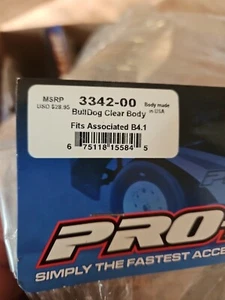 MSRP
USD $28.95
3342-00
Body made
in USA
BullDog Clear Body
Fits Associated B4.1
6 75118 15584 5
PRO-
SIMPLY THE FASTEST ACCE